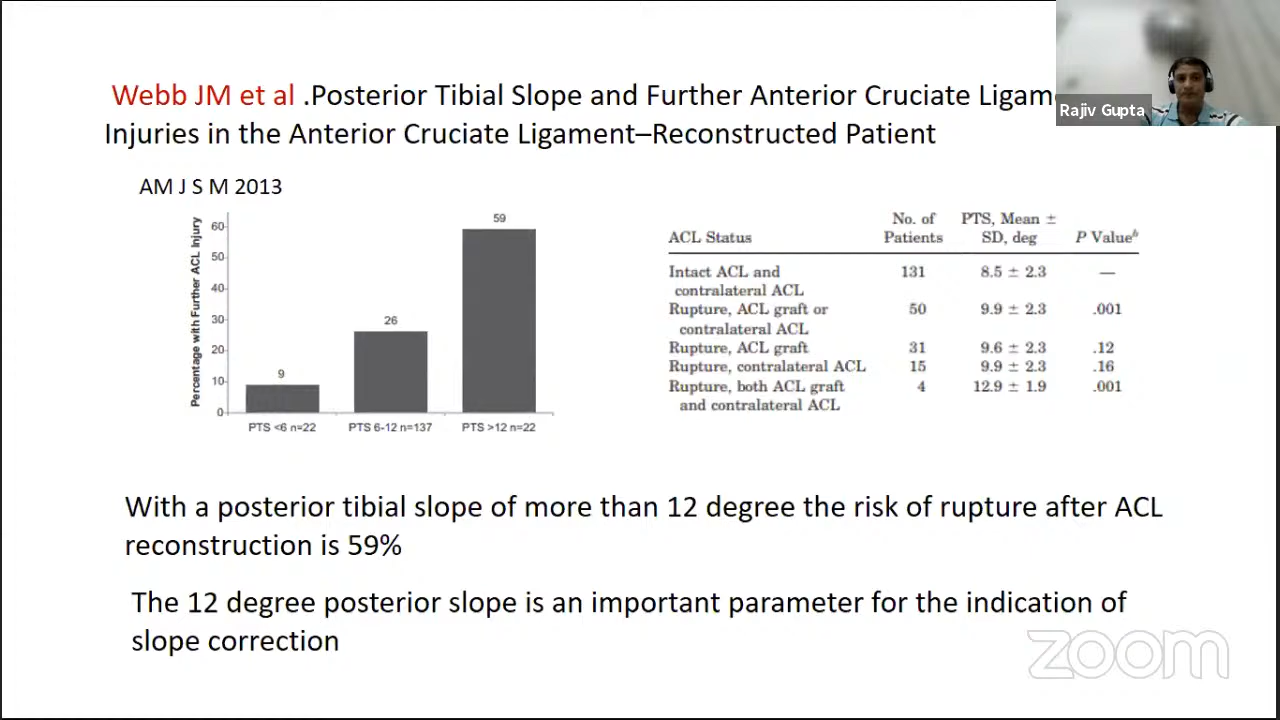 Webb JM et al .Posterior Tibial Slope and Further Anterior Cruciate
Injuries in the Anterior Cruciate Ligament–Reconstructed Patient
Rajiv Gupta
AM J S M 2013
Percentage with Further ACL Injury
60
50
40
30
20
10
0
9
26
59
PTS <6 n=22
PTS 6-12 n=137
PTS >12 n=22
ACL Status No. of Patients PTS, Mean ± SD, deg P Valueᵇ
Intact ACL and contralateral ACL 131 8.5 ± 2.3 —
Rupture, ACL graft or contralateral ACL 50 9.9 ± 2.3 .001
Rupture, ACL graft 31 9.6 ± 2.3 .12
Rupture, contralateral ACL 15 9.9 ± 2.3 .16
Rupture, both ACL graft and contralateral ACL 4 12.9 ± 1.9 .001
With a posterior tibial slope of more than 12 degree the risk of rupture after ACL
reconstruction is 59%
The 12 degree posterior slope is an important parameter for the indication of
slope correction
zoom